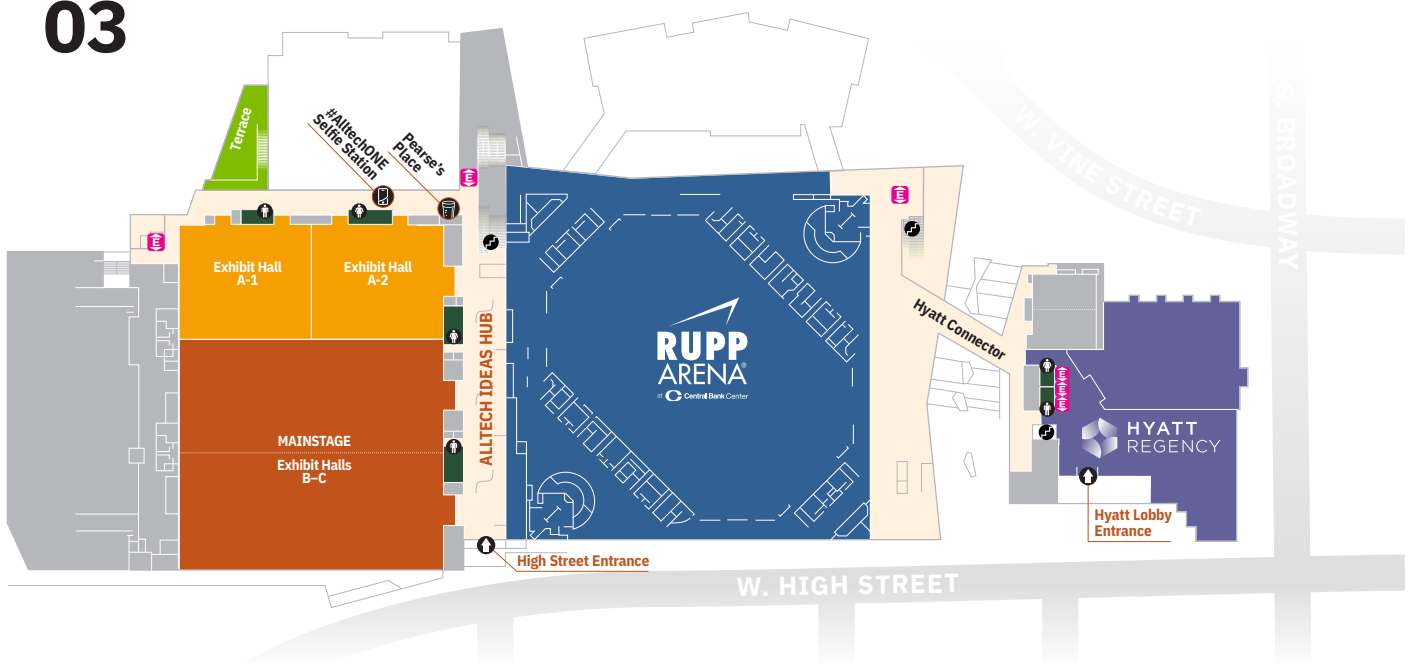 03
Terrace
#AlltechONE
Selfie Station
Pearse's
Place
E
E
E
W. VINE STREET
S. BROADWAY
Exhibit Hall
A-1
Exhibit Hall
A-2
ALLTECH IDEAS HUB
RUPP
ARENA®
at Central Bank Center
Hyatt Connector
E
E
E
MAINSTAGE
Exhibit Halls
B–C
HYATT
REGENCY
Hyatt Lobby
Entrance
High Street Entrance
W. HIGH STREET